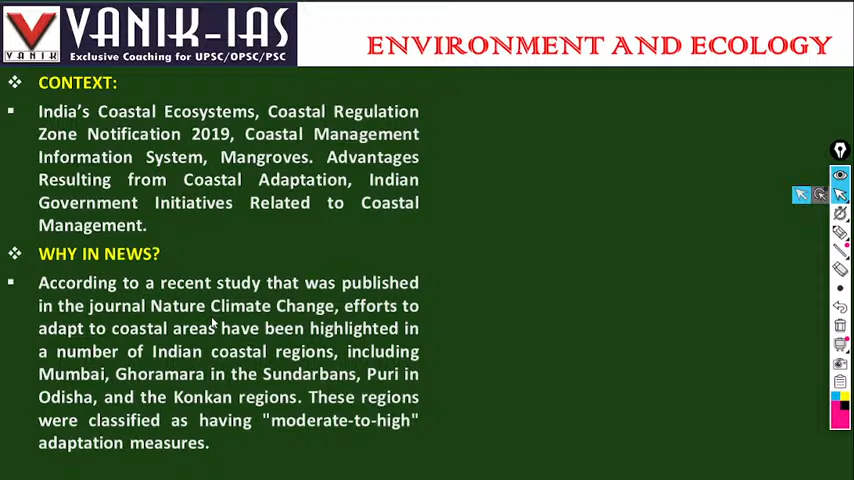 VANIK-IAS
VANIK
Exclusive Coaching for UPSC/OPSC/PSC
ENVIRONMENT AND ECOLOGY
CONTEXT:
India's Coastal Ecosystems, Coastal Regulation
Zone Notification 2019, Coastal Management
Information System, Mangroves. Advantages
Resulting from Coastal Adaptation, Indian
Government Initiatives Related to Coastal
Management.
WHY IN NEWS?
According to a recent study that was published
in the journal Nature Climate Change, efforts to
adapt to coastal areas have been highlighted in
a number of Indian coastal regions, including
Mumbai, Ghoramara in the Sundarbans, Puri in
Odisha, and the Konkan regions. These regions
were classified as having "moderate-to-high"
adaptation measures.